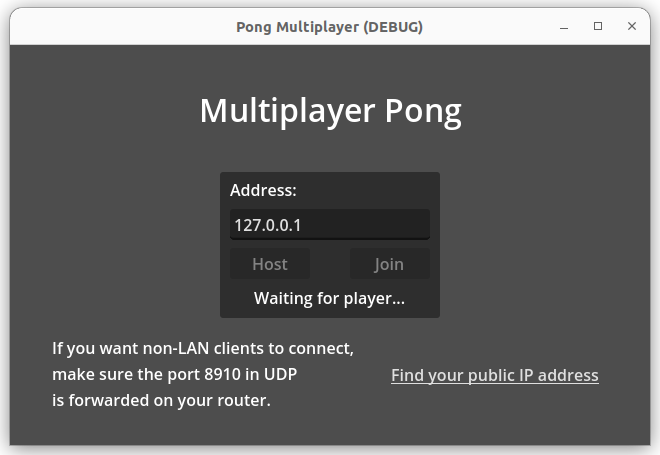 Pong Multiplayer (DEBUG)
Multiplayer Pong
Address:
127.0.0.1
Host Join
Waiting for player...
If you want non-LAN clients to connect,
make sure the port 8910 in UDP
is forwarded on your router.
Find your public IP address